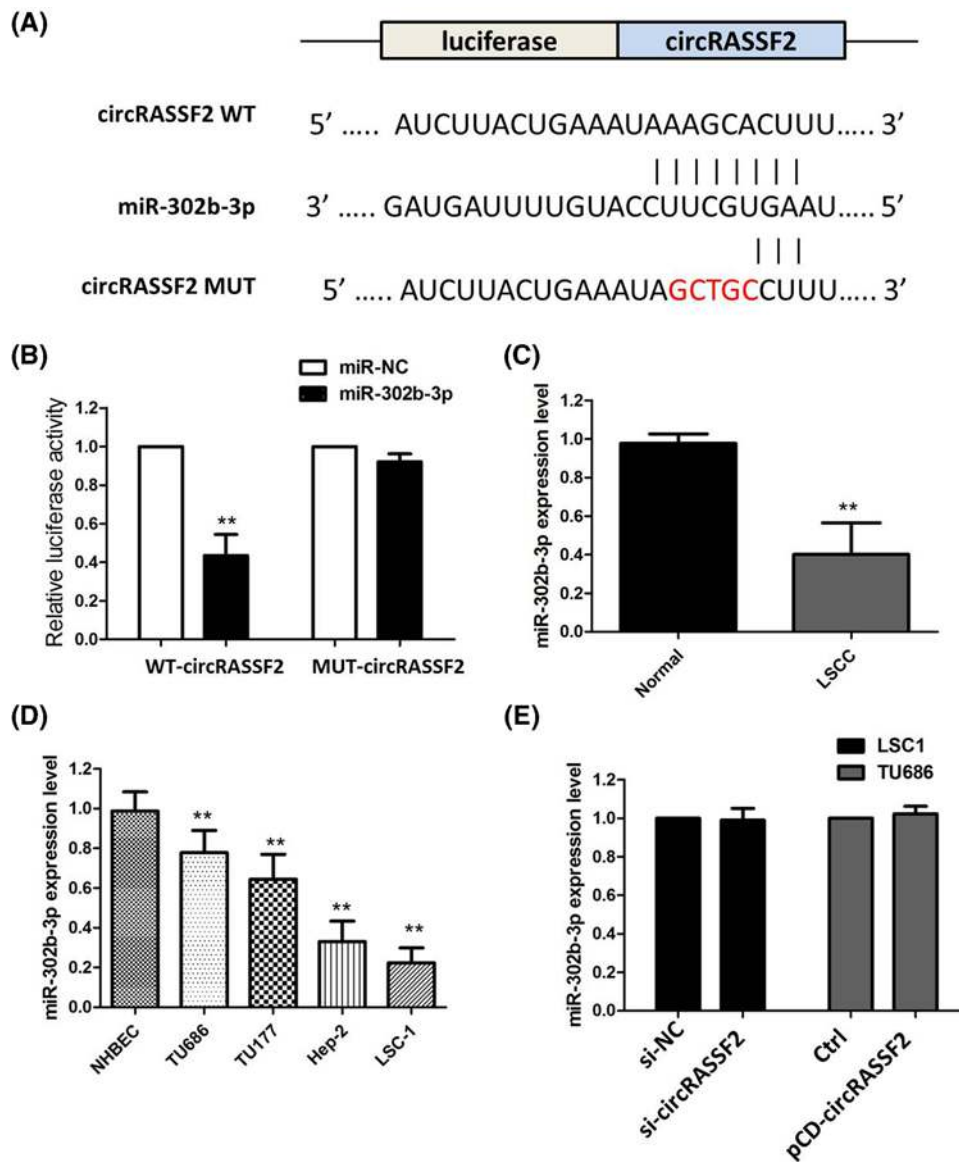 (A)
luciferase circRASSF2
circRASSF2 WT 5’ ..... AUCUUACUGAAAUAAAGCACUUU..... 3’
miR-302b-3p 3’ ..... GAUGAUUUUGUACCUUCGUGAAU..... 5’
circRASSF2 MUT 5’ ..... AUCUUACUGAAAUAGCTGCCUUU..... 3’
(B)
miR-NC
miR-302b-3p
Relative luciferase activity
1.2
1.0
0.8
0.6
0.4
0.2
0.0
**
WT-circRASSF2 MUT-circRASSF2
(C)
miR-302b-3p expression level
1.2
1.0
0.8
0.6
0.4
0.2
0.0
**
Normal LSCC
(D)
miR-302b-3p expression level
1.2
1.0
0.8
0.6
0.4
0.2
0.0
** ** ** **
NHBEC TU686 TU177 Hep-2 LSC-1
(E)
LSC1
TU686
miR-302b-3p expression level
1.2
1.0
0.8
0.6
0.4
0.2
0.0
si-NC si-circRASSF2 Ctrl pCD-circRASSF2